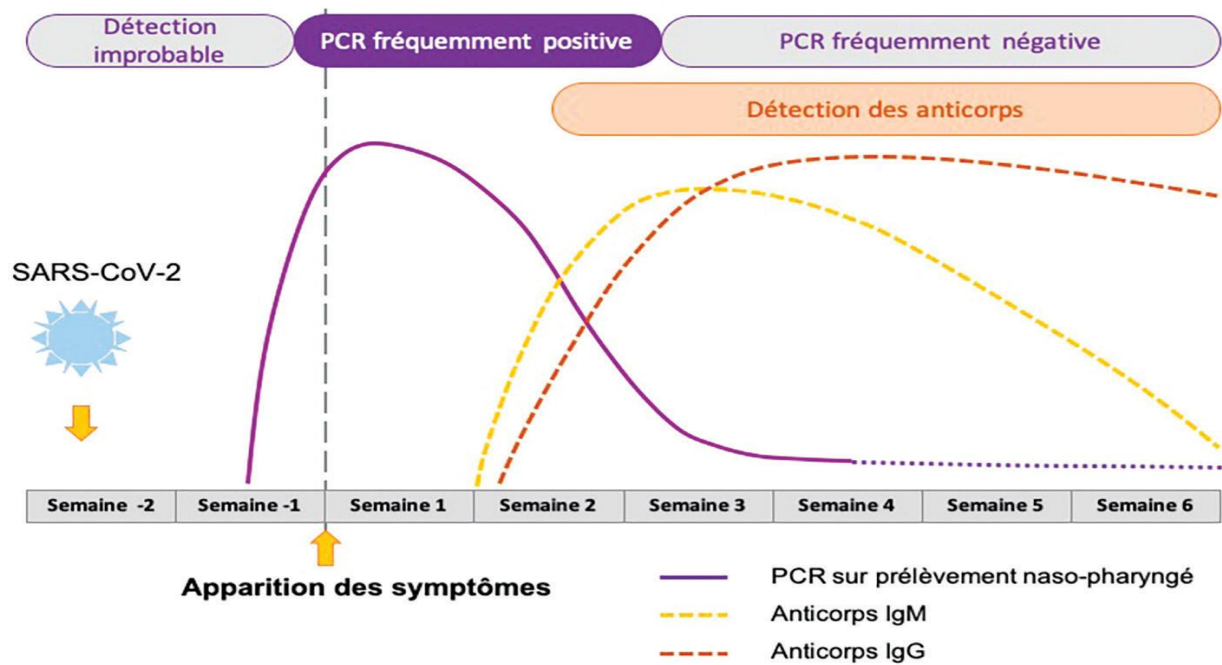 Détection
improbable
PCR fréquemment positive
PCR fréquemment négative
Détection des anticorps
SARS-CoV-2
Semaine -2
Semaine -1
Semaine 1
Semaine 2
Semaine 3
Semaine 4
Semaine 5
Semaine 6
Apparition des symptômes
PCR sur prélèvement naso-pharyngé
Anticorps IgM
Anticorps IgG